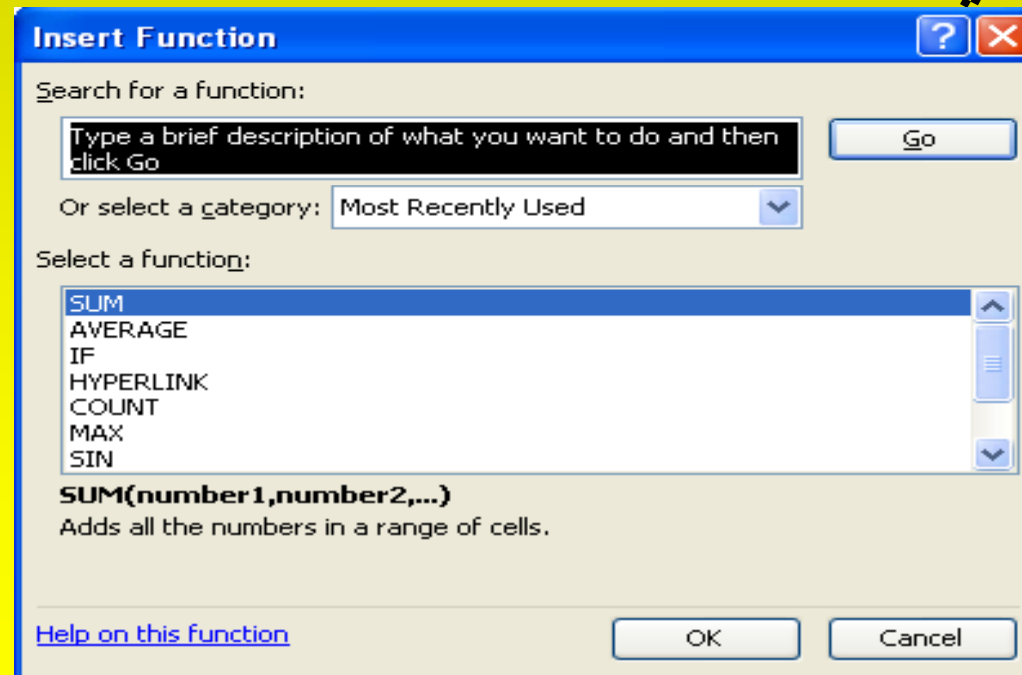 Insert Function
?
Search for a function:
Type a brief description of what you want to do and then
click Go
Go
Or select a category: Most Recently Used
Select a function:
SUM
AVERAGE
IF
HYPERLINK
COUNT
MAX
SIN
SUM(number1,number2,...)
Adds all the numbers in a range of cells.
Help on this function
OK
Cancel